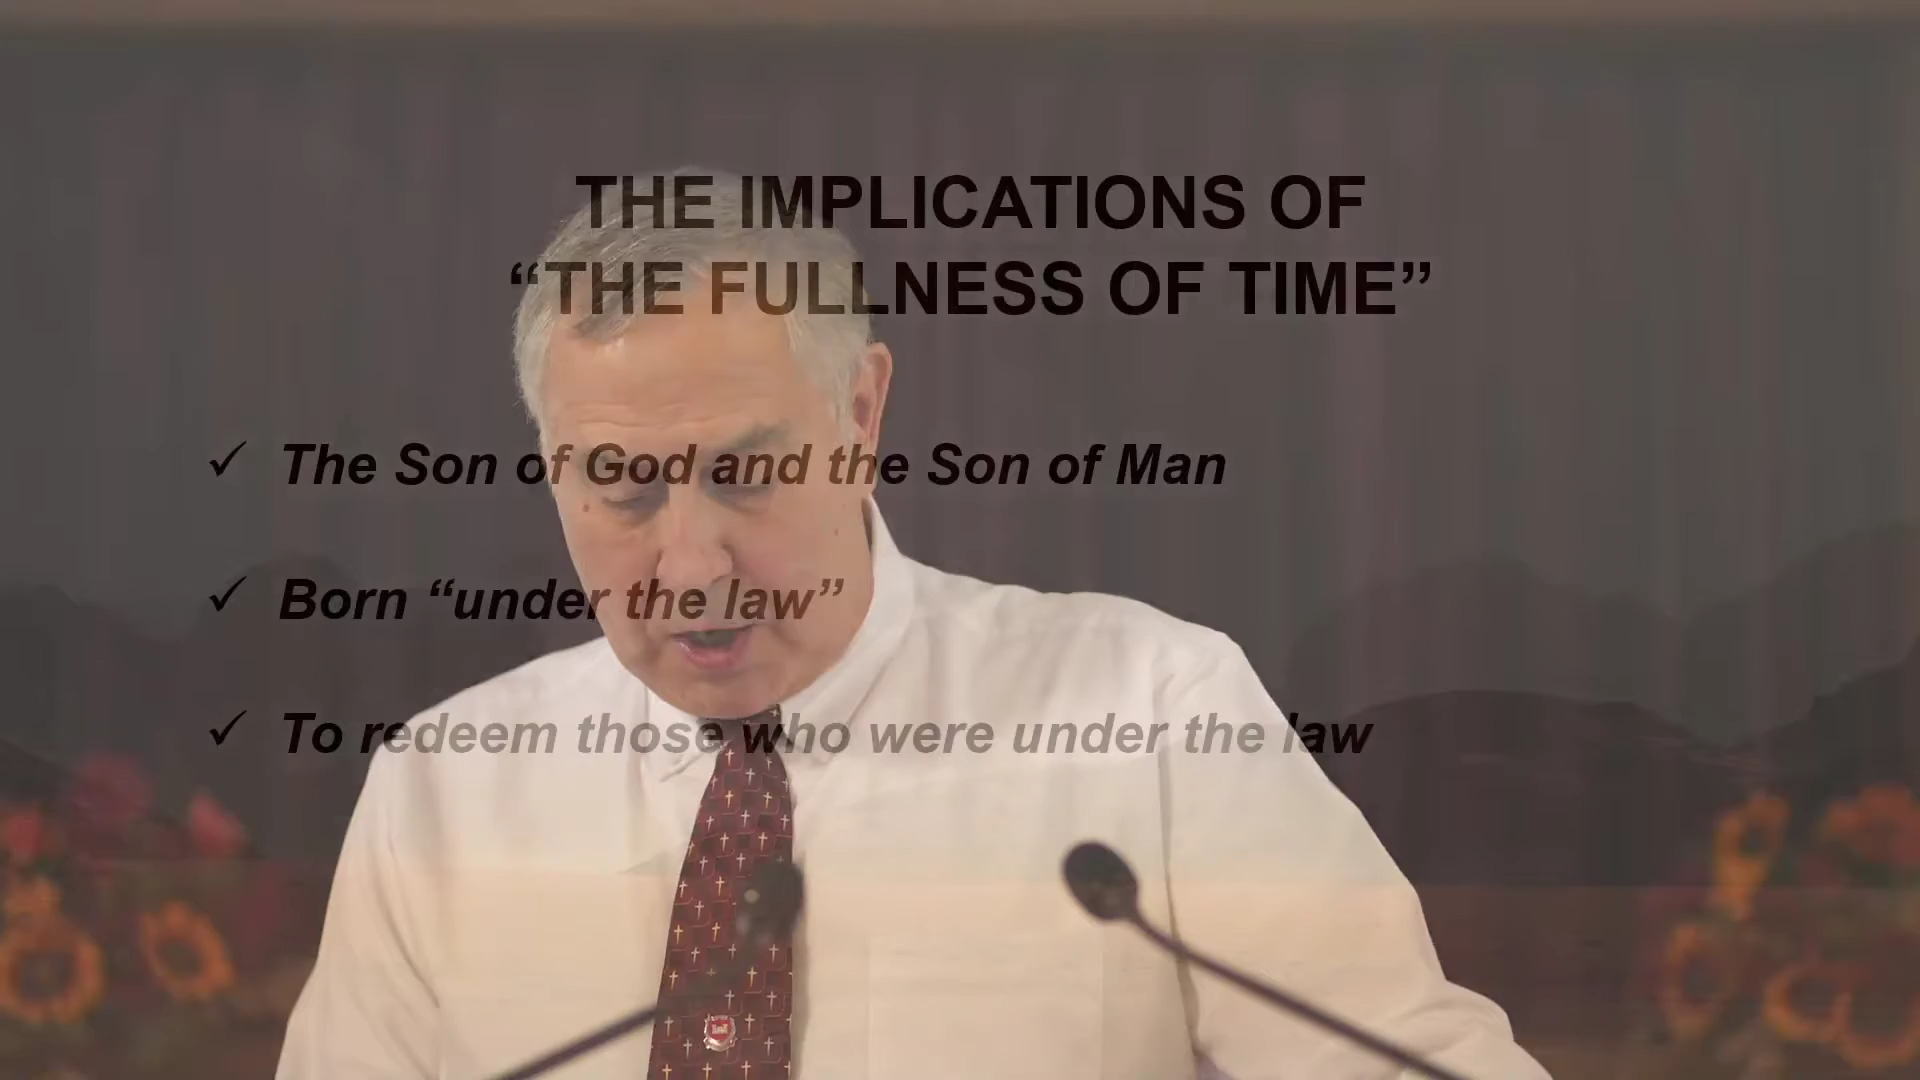 THE IMPLICATIONS OF
“THE FULLNESS OF TIME”
✓ The Son of God and the Son of Man
✓ Born “under the law”
✓ To redeem those who were under the law